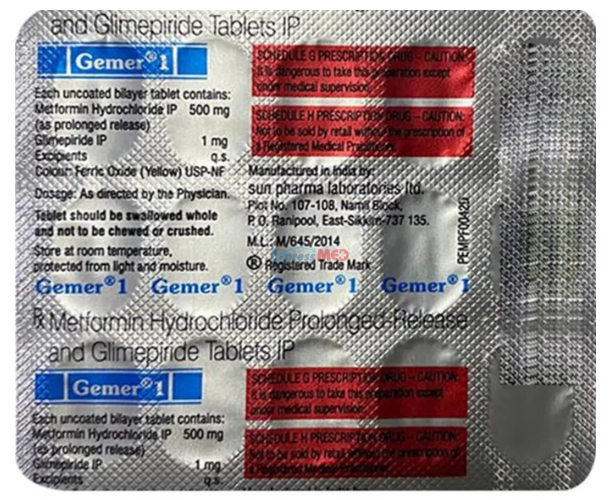 and Glimepiride Tablets IP
Gemer® 1
Each uncoated bilayer tablet contains:
Metformin Hydrochloride IP 500 mg
(as prolonged release)
Glimepiride IP 1 mg
Excipients q.s.
Colour: Ferric Oxide (Yellow) USP-NF
Dosage: As directed by the Physician.
Tablet should be swallowed whole
and not to be chewed or crushed.
Store at room temperature,
protected from light and moisture.
SCHEDULE G PRESCRIPTION DRUG – CAUTION:
It is dangerous to take this preparation except
under medical supervision.
SCHEDULE H PRESCRIPTION DRUG – CAUTION:
Not to be sold by retail without the prescription of
a Registered Medical Practitioner.
Manufactured in India by:
sun pharma laboratories ltd.
Plot No. 107-108, Namli Block,
P. O. Ranipool, East-Sikkim-737 135.
M.L.: M/645/2014
® Registered Trade Mark
PEMPF0042U
Gemer® 1 Gemer® 1 Gemer® 1 Gemer® 1
Rx Metformin Hydrochloride Prolonged-Release
and Glimepiride Tablets IP
Gemer® 1
Each uncoated bilayer tablet contains:
Metformin Hydrochloride IP 500 mg
(as prolonged release)
Glimepiride IP 1 mg
Excipients q.s.
SCHEDULE G PRESCRIPTION DRUG – CAUTION:
It is dangerous to take this preparation except
under medical supervision.
SCHEDULE H PRESCRIPTION DRUG – CAUTION:
Not to be sold by retail without the prescription of
a Registered Medical Practitioner.